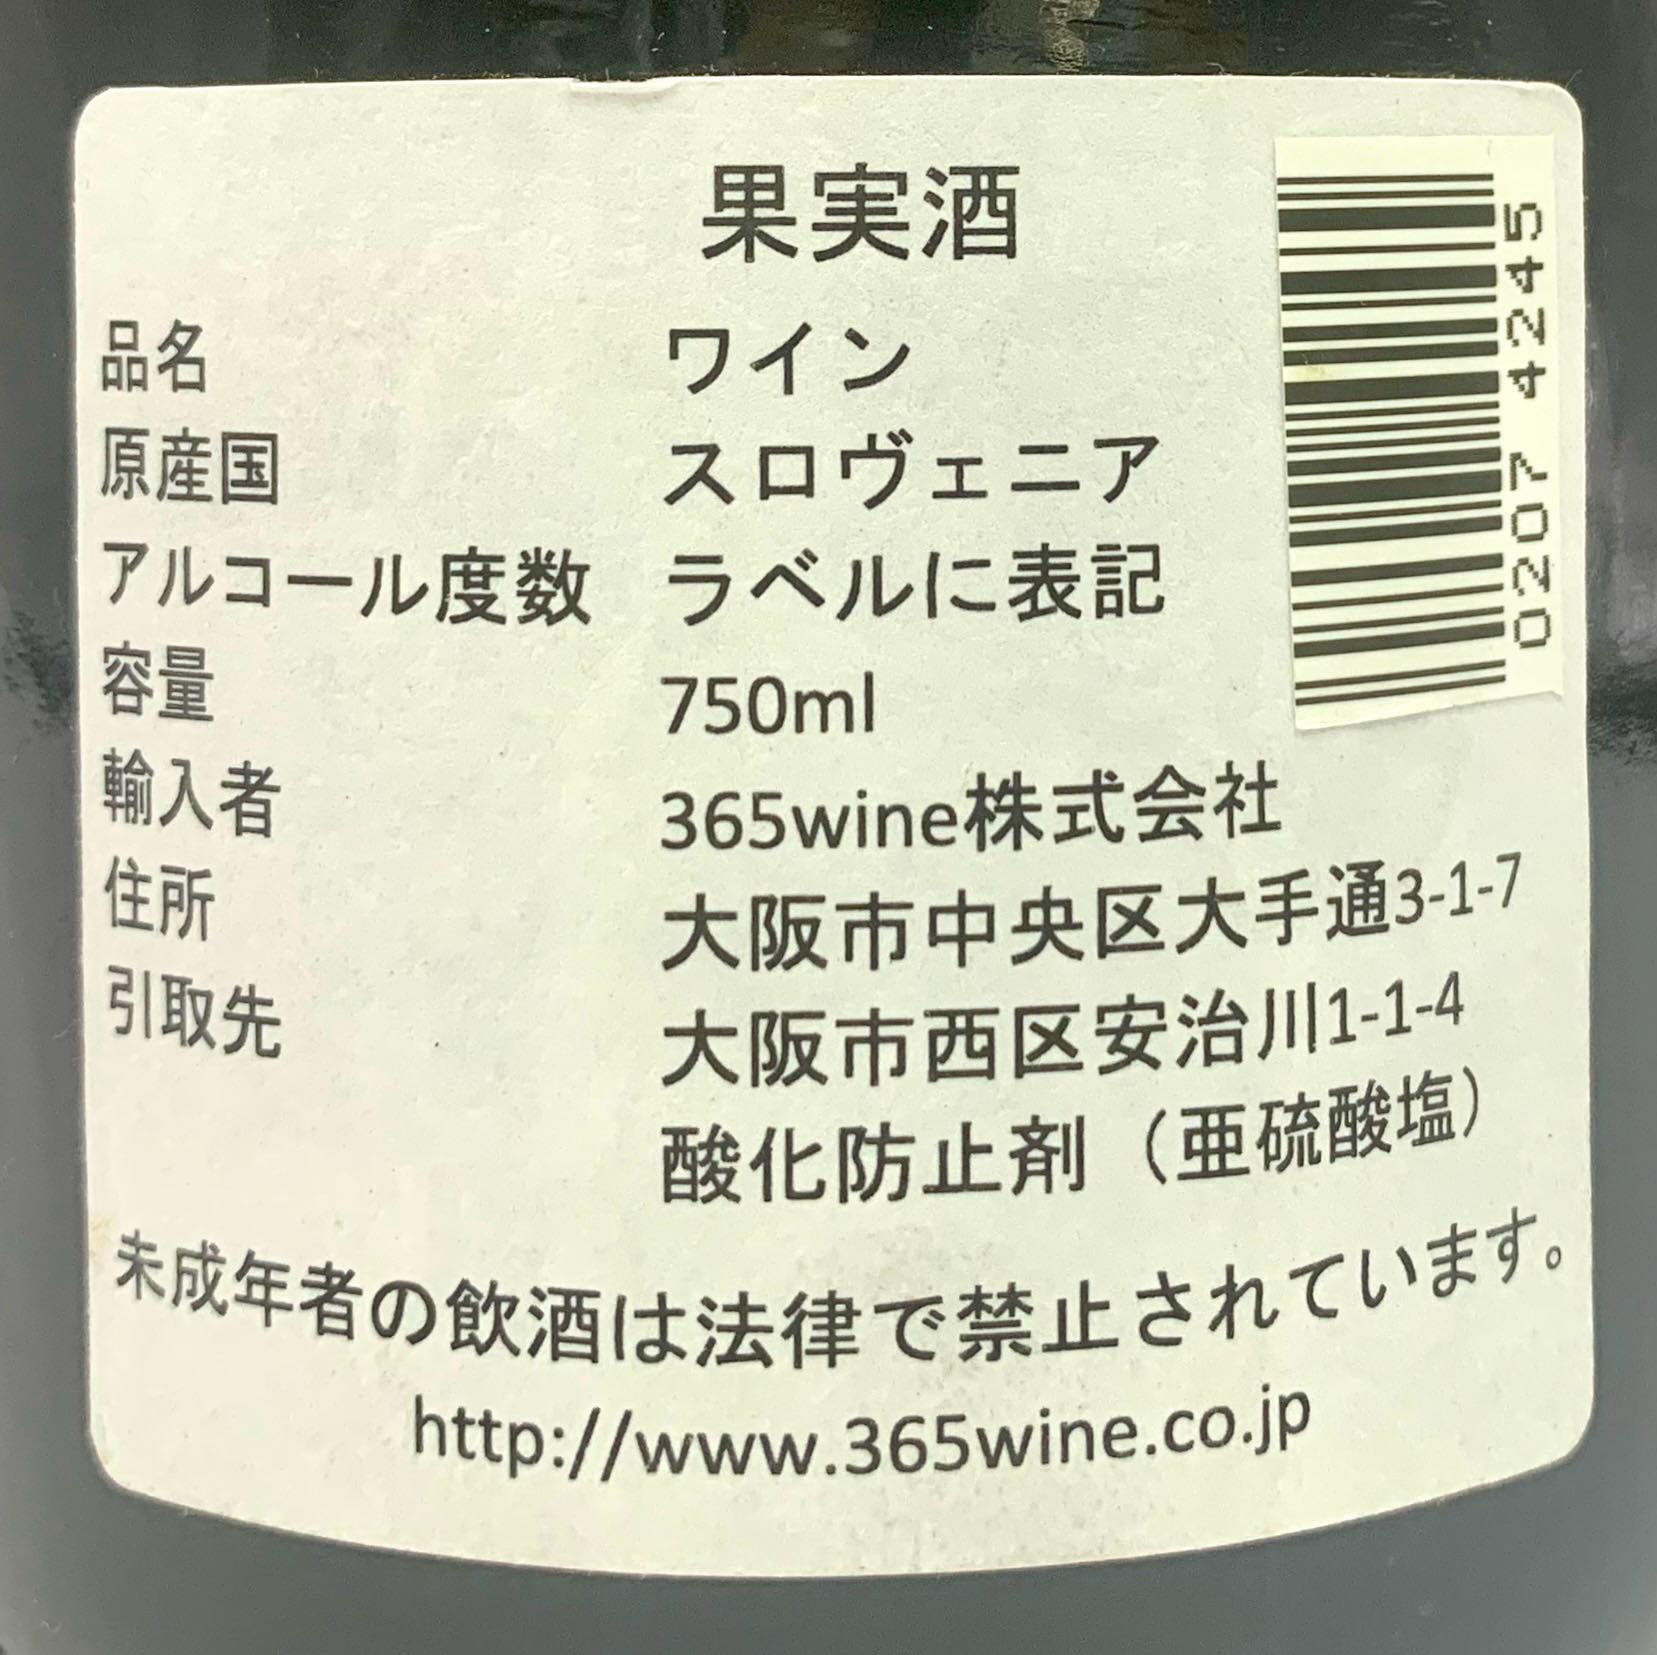 果実酒
品名 ワイン
原産国 スロヴェニア
アルコール度数 ラベルに表記
容量 750ml
輸入者 365wine株式会社
住所 大阪市中央区大手通3-1-7
引取先 大阪市西区安治川1-1-4
酸化防止剤（亜硫酸塩）
未成年者の飲酒は法律で禁止されています。
http://www.365wine.co.jp
0207 4245